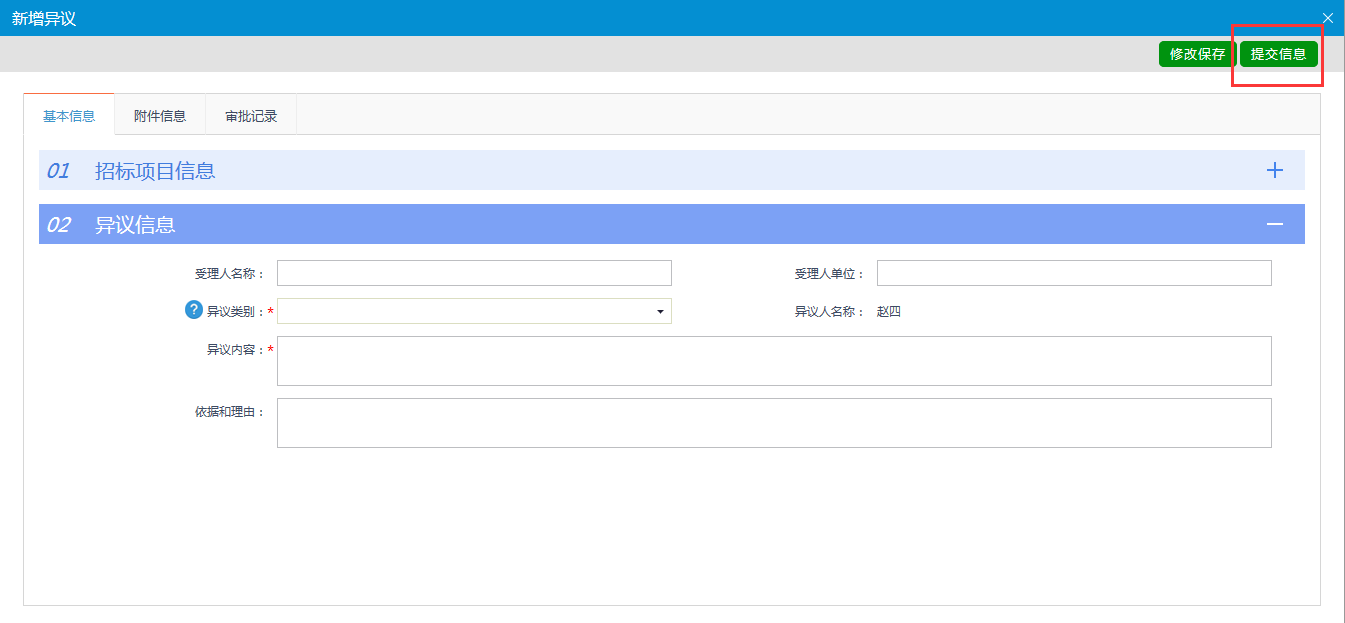 新增异议
修改保存 提交信息
基本信息 附件信息 审批记录
01 招标项目信息
02 异议信息
受理人名称： 受理人单位：
? 异议类别：* 异议人名称： 赵四
异议内容：*
依据和理由：